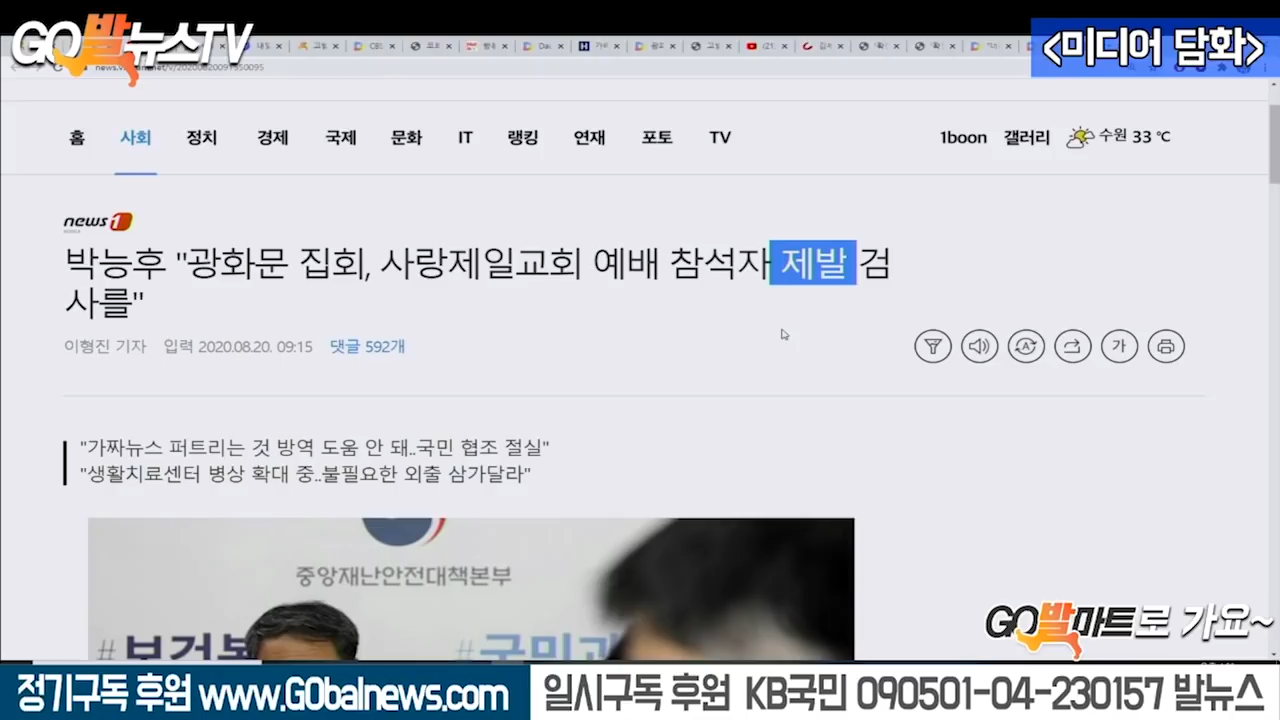 GO발뉴스TV
<미디어 담화>
홈 사회 정치 경제 국제 문화 IT 랭킹 연재 포토 TV 1boon 갤러리 수원 33 ℃
news1
박능후 "광화문 집회, 사랑제일교회 예배 참석자 제발 검
사를"
이형진 기자 입력 2020.08.20. 09:15 댓글 592개
가
"가짜뉴스 퍼트리는 것 방역 도움 안 돼..국민 협조 절실"
"생활치료센터 병상 확대 중..불필요한 외출 삼가달라"
중앙재난안전대책본부
#보건복
#국민과
GO발마트로 가요~
정기구독 후원 www.GObalnews.com 일시구독 후원 KB국민 090501-04-230157 발뉴스